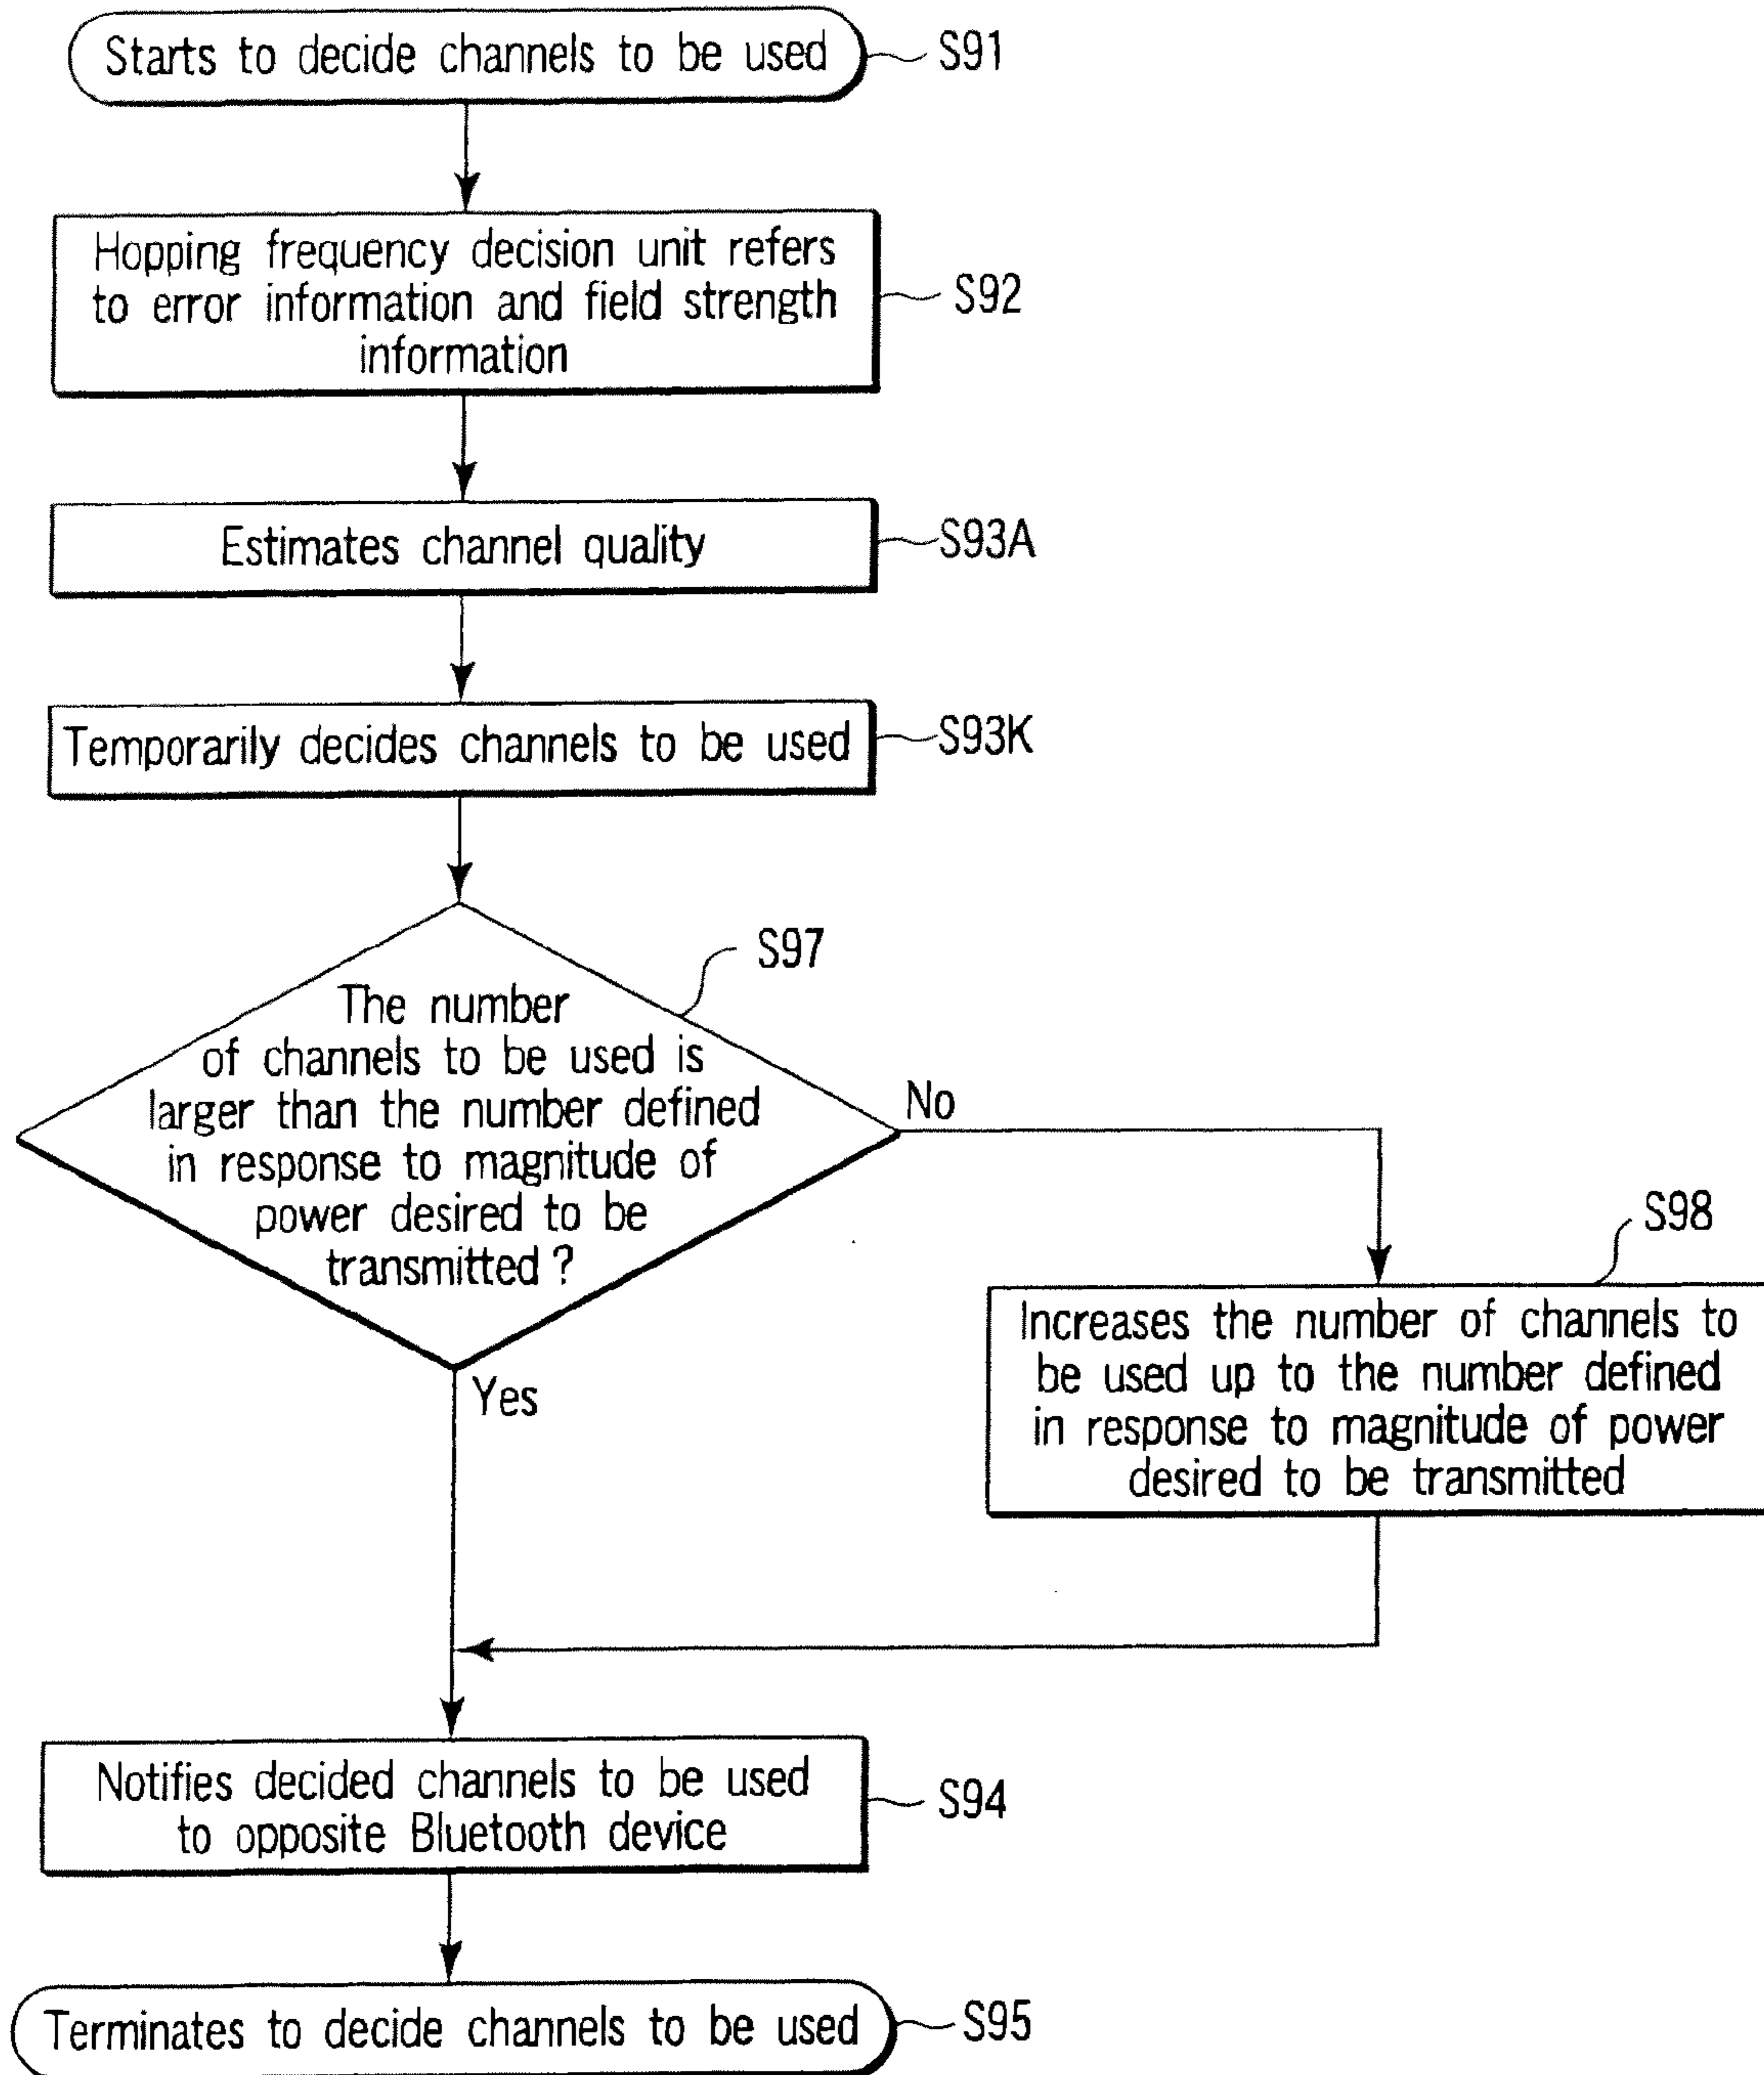 Starts to decide channels to be used
S91
Hopping frequency decision unit refers
to error information and field strength
information
S92
Estimates channel quality
S93A
Temporarily decides channels to be used
S93K
S97
The number
of channels to be used is
larger than the number defined
in response to magnitude of
power desired to be
transmitted ?
No
Yes
S98
Increases the number of channels to
be used up to the number defined
in response to magnitude of power
desired to be transmitted
Notifies decided channels to be used
to opposite Bluetooth device
S94
Terminates to decide channels to be used
S95